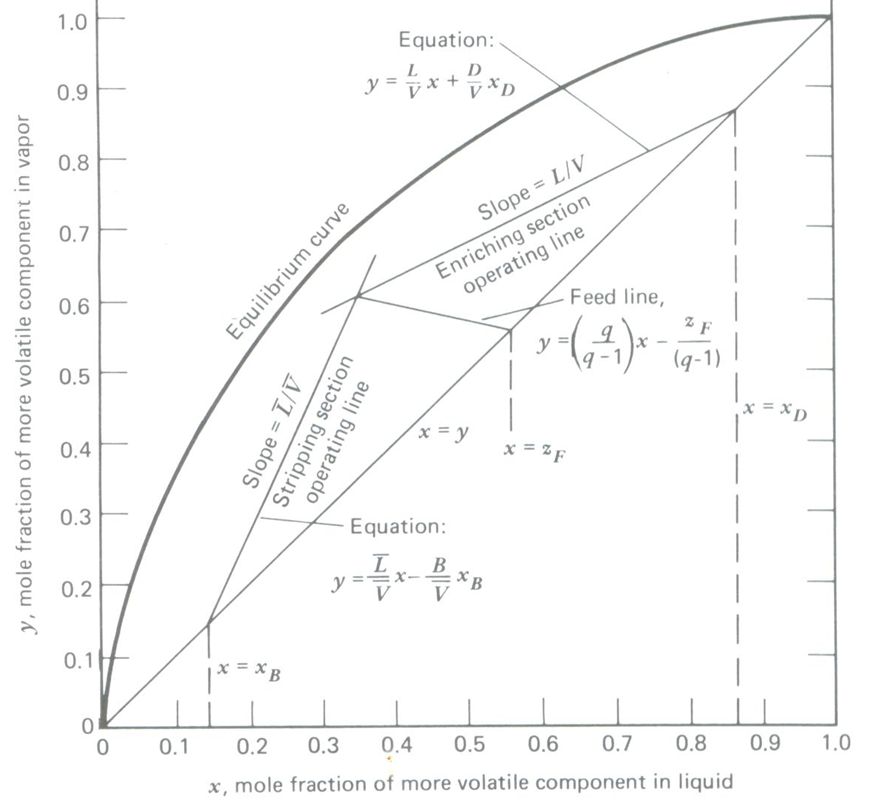 1.0
0.9
0.8
0.7
0.6
0.5
0.4
0.3
0.2
0.1
0
y, mole fraction of more volatile component in vapor
Equation:
y = L/V x + D/V x_D
Slope = L/V
Enriching section
operating line
Equilibrium curve
Feed line,
y = (q/q-1) x − z_F/(q-1)
x = x_D
Slope = L̅/V̅
Stripping section
operating line
x = y
x = z_F
Equation:
y = L̅/V̅ x − B/V̅ x_B
x = x_B
0 0.1 0.2 0.3 0.4 0.5 0.6 0.7 0.8 0.9 1.0
x, mole fraction of more volatile component in liquid